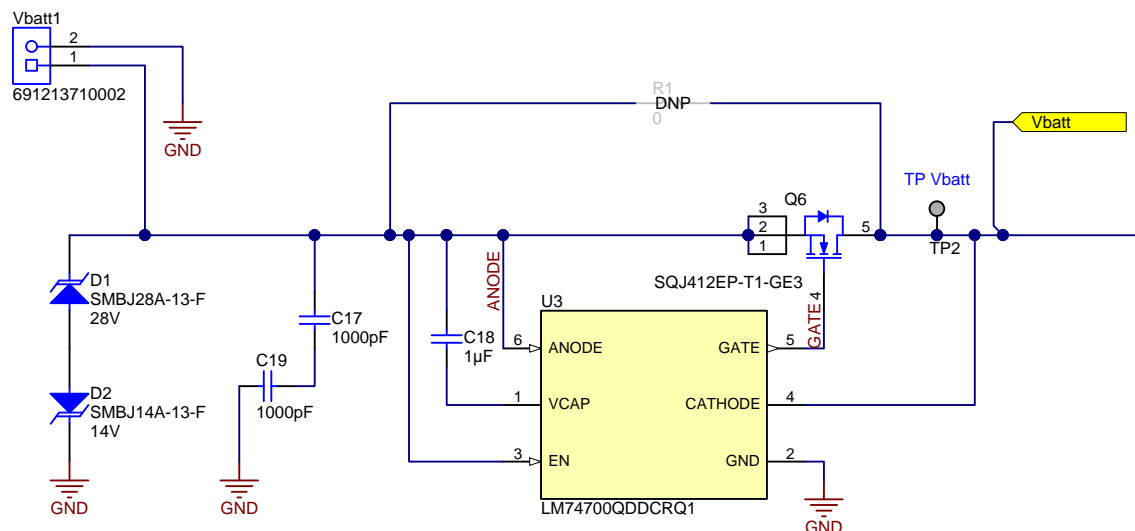 Vbatt1
2
1
691213710002
GND
R1
DNP
0
Vbatt
TP Vbatt
TP2
Q6
3
2
1
5
SQJ412EP-T1-GE3
4
GATE
ANODE
D1
SMBJ28A-13-F
28V
C17
1000pF
C18
1µF
C19
1000pF
D2
SMBJ14A-13-F
14V
GND
GND
U3
6
ANODE
GATE
5
1
VCAP
CATHODE
4
3
EN
GND
2
LM74700QDDCRQ1
GND